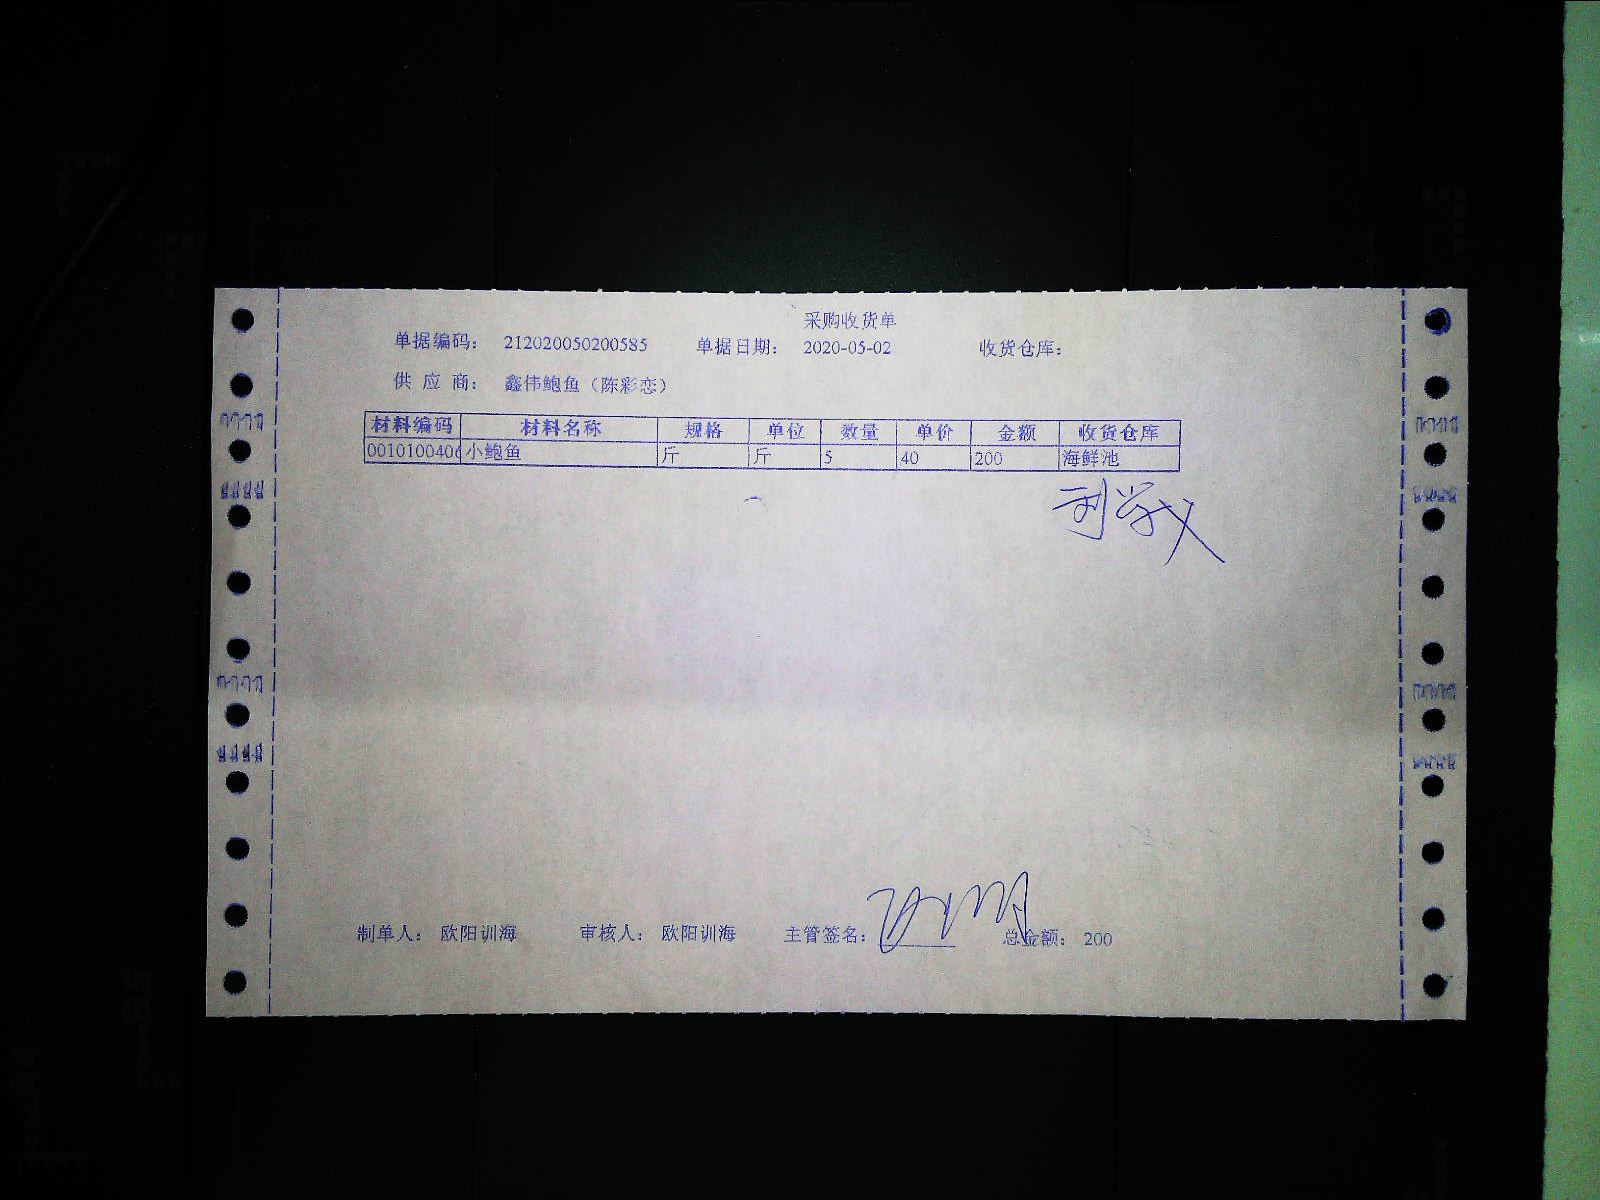 采购收货单
单据编码： 212020050200585 单据日期： 2020-05-02 收货仓库：
供 应 商： 鑫伟鲍鱼（陈彩恋）
材料编码 材料名称 规格 单位 数量 单价 金额 收货仓库
0010100406 小鲍鱼 斤 斤 5 40 200 海鲜池
制单人： 欧阳训海 审核人： 欧阳训海 主管签名： 总金额： 200